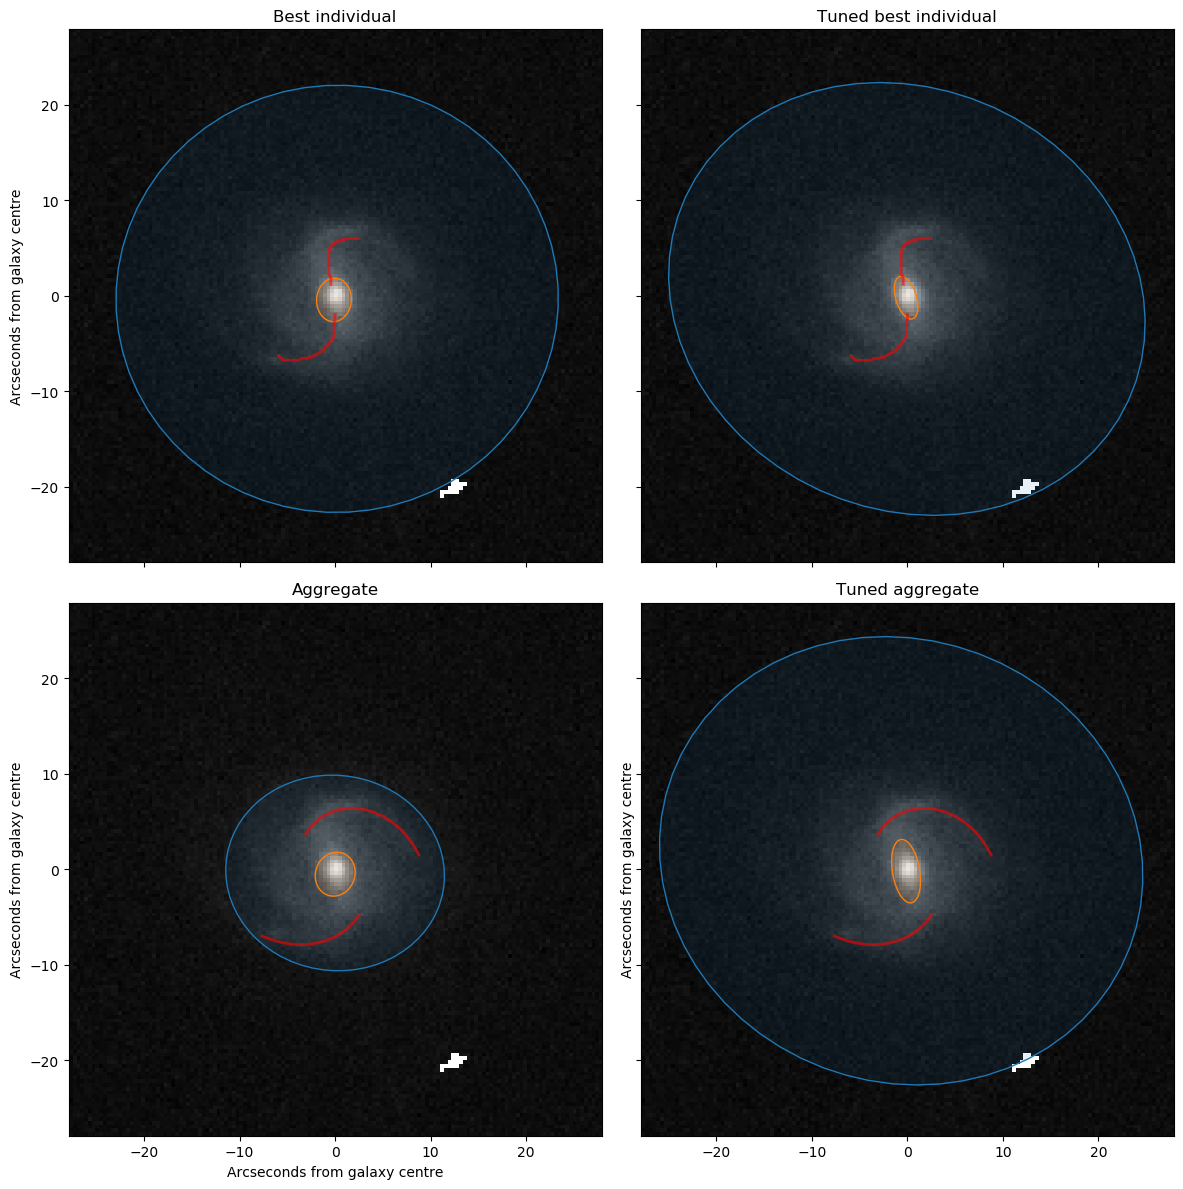 Best individual
Tuned best individual
20
10
0
−10
−20
Arcseconds from galaxy centre
Aggregate
Tuned aggregate
20
10
0
−10
−20
Arcseconds from galaxy centre
Arcseconds from galaxy centre
−20 −10 0 10 20
−20 −10 0 10 20
Arcseconds from galaxy centre